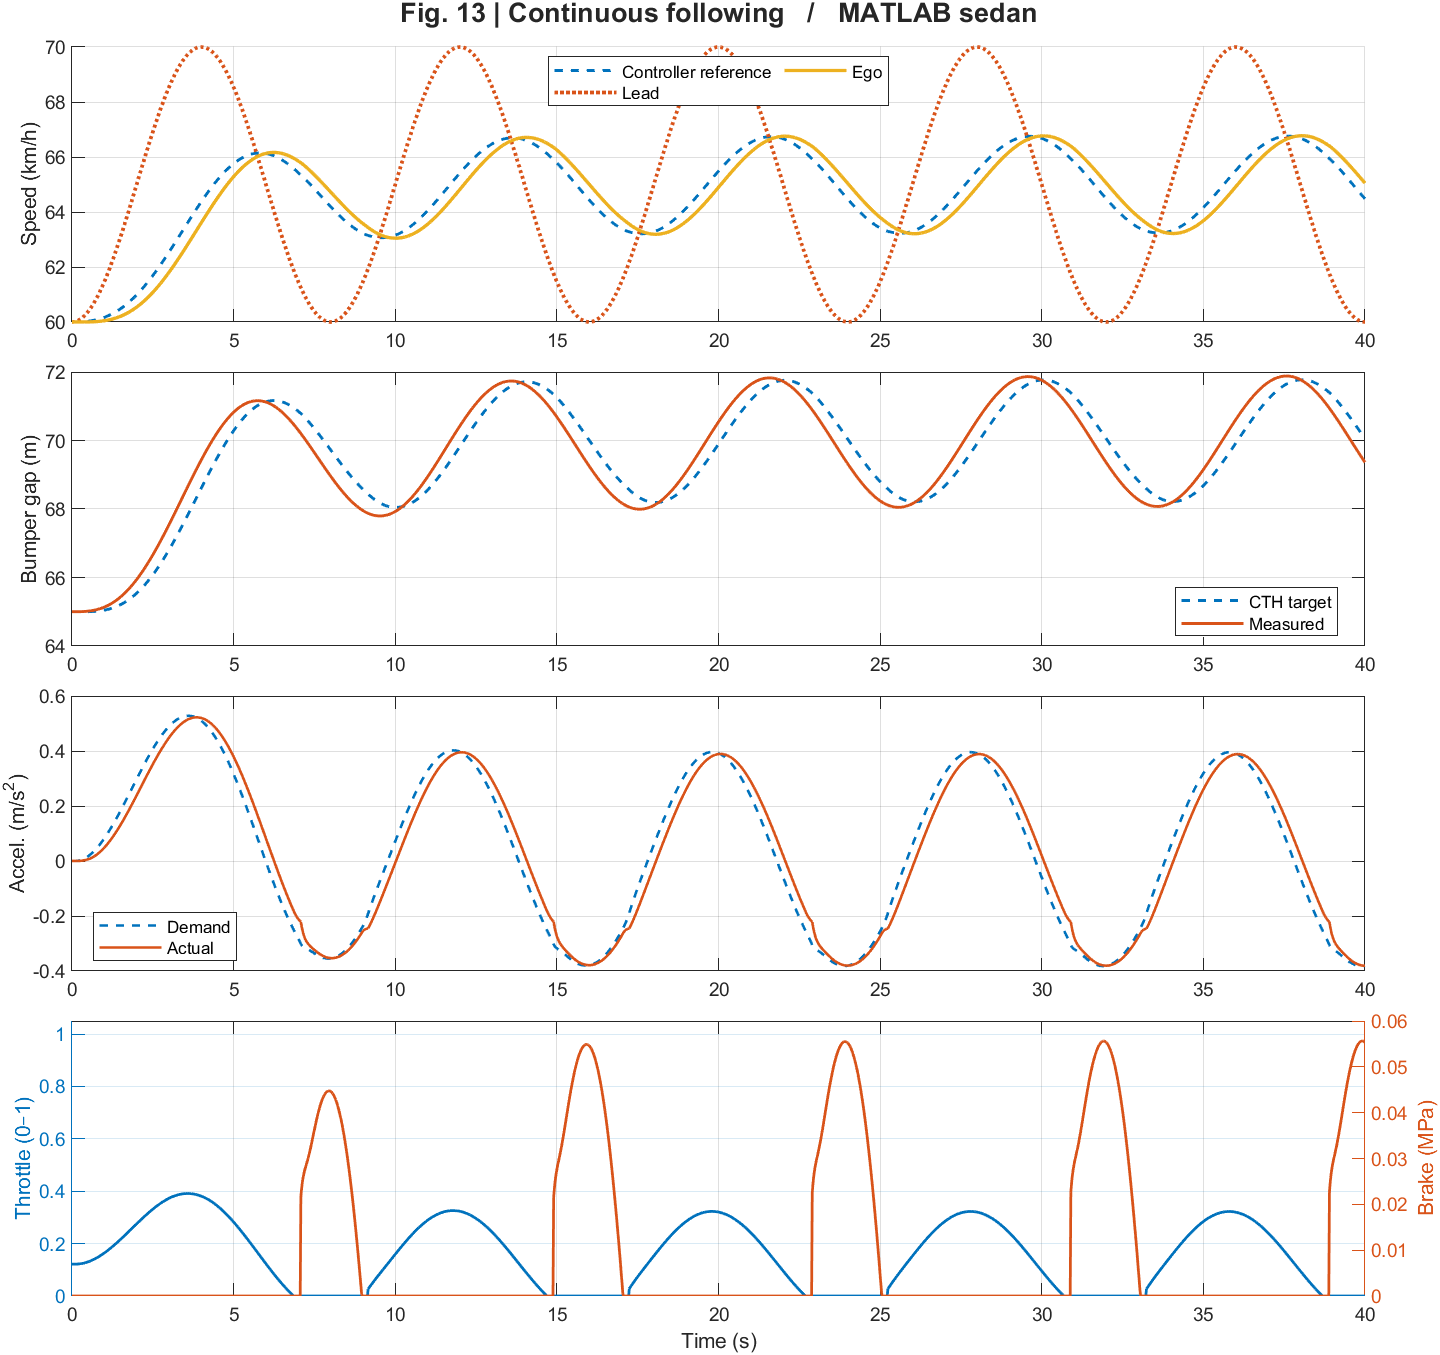 Fig. 13 | Continuous following / MATLAB sedan
Speed (km/h)
70
68
66
64
62
60
Controller reference
Ego
Lead
0 5 10 15 20 25 30 35 40
Bumper gap (m)
72
70
68
66
64
CTH target
Measured
0 5 10 15 20 25 30 35 40
Accel. (m/s²)
0.6
0.4
0.2
0
-0.2
-0.4
Demand
Actual
0 5 10 15 20 25 30 35 40
Throttle (0–1)
1
0.8
0.6
0.4
0.2
0
0.06
0.05
0.04
0.03
0.02
0.01
0
Brake (MPa)
0 5 10 15 20 25 30 35 40
Time (s)